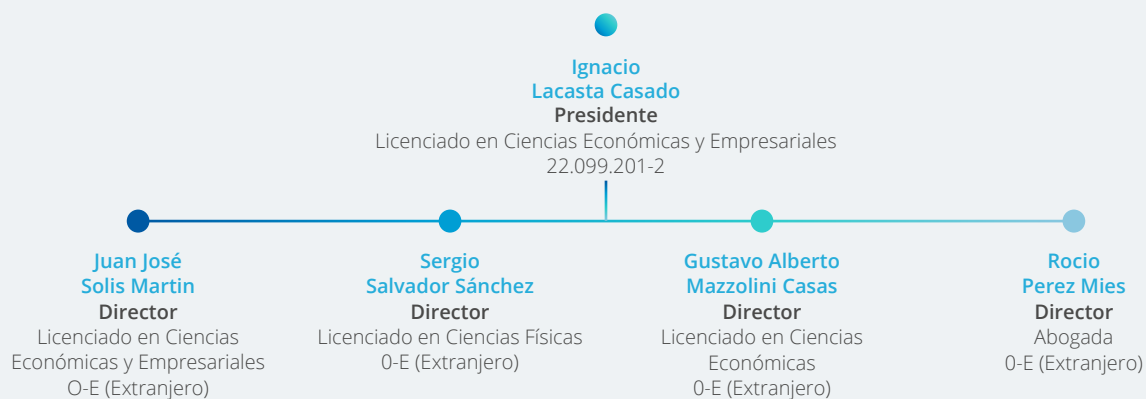 Ignacio
Lacasta Casado
Presidente
Licenciado en Ciencias Económicas y Empresariales
22.099.201-2
Juan José
Solis Martin
Director
Licenciado en Ciencias
Económicas y Empresariales
O-E (Extranjero)
Sergio
Salvador Sánchez
Director
Licenciado en Ciencias Físicas
0-E (Extranjero)
Gustavo Alberto
Mazzolini Casas
Director
Licenciado en Ciencias
Económicas
0-E (Extranjero)
Rocio
Perez Mies
Director
Abogada
0-E (Extranjero)